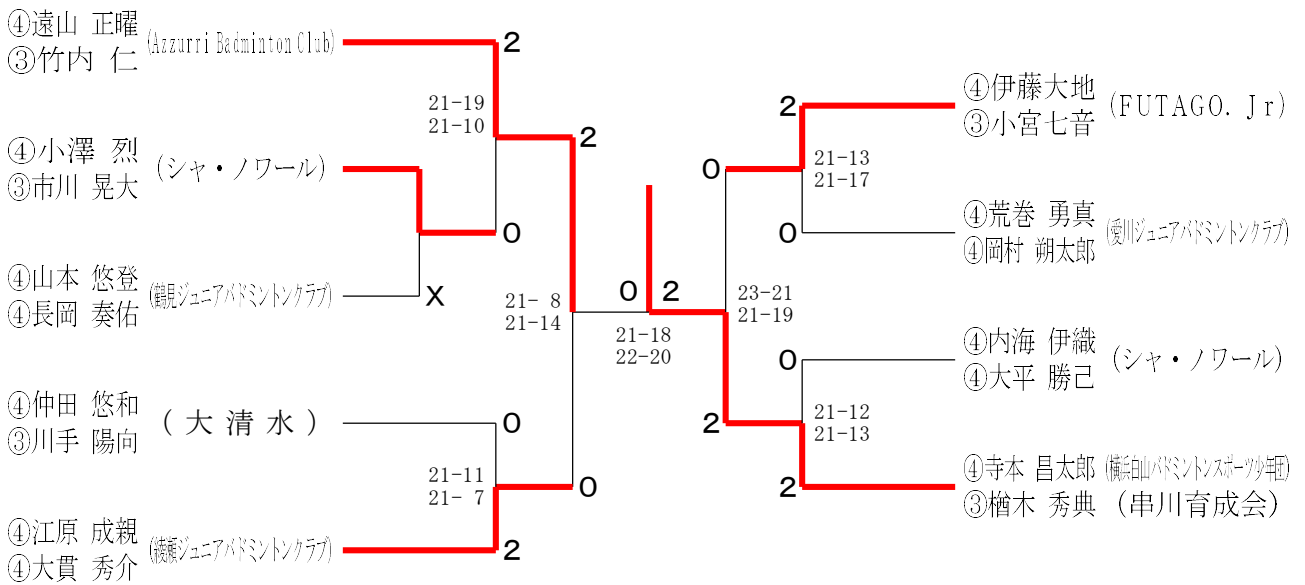 ④遠山 正曜
③竹内 仁
(Azzurri Badminton Club)
2
21-19
21-10
④小澤 烈
③市川 晃大
(シャ・ノワール)
2
0
④山本 悠登
④長岡 奏佑
(鶴見ジュニアバドミントンクラブ)
X
21- 8
21-14
④仲田 悠和
③川手 陽向
(大清水)
0
21-11
21- 7
0
④江原 成親
④大貫 秀介
(綾瀬ジュニアバドミントンクラブ)
2
0 2
21-18
22-20
2
④伊藤大地
③小宮七音
(FUTAGO. Jr)
0
21-13
21-17
0
④荒巻 勇真
④岡村 朔太郎
(愛川ジュニアバドミントンクラブ)
23-21
21-19
0
④内海 伊織
④大平 勝己
(シャ・ノワール)
2
21-12
21-13
2
④寺本 昌太郎 (横浜白山バドミントンスポーツ少年団)
③楢木 秀典 (串川育成会)